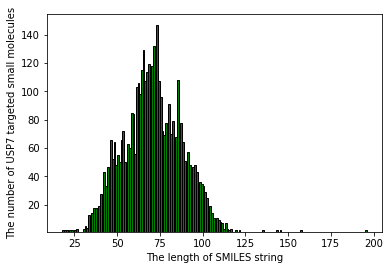 The number of USP7 targeted small molecules
140
120
100
80
60
40
20
25 50 75 100 125 150 175 200
The length of SMILES string